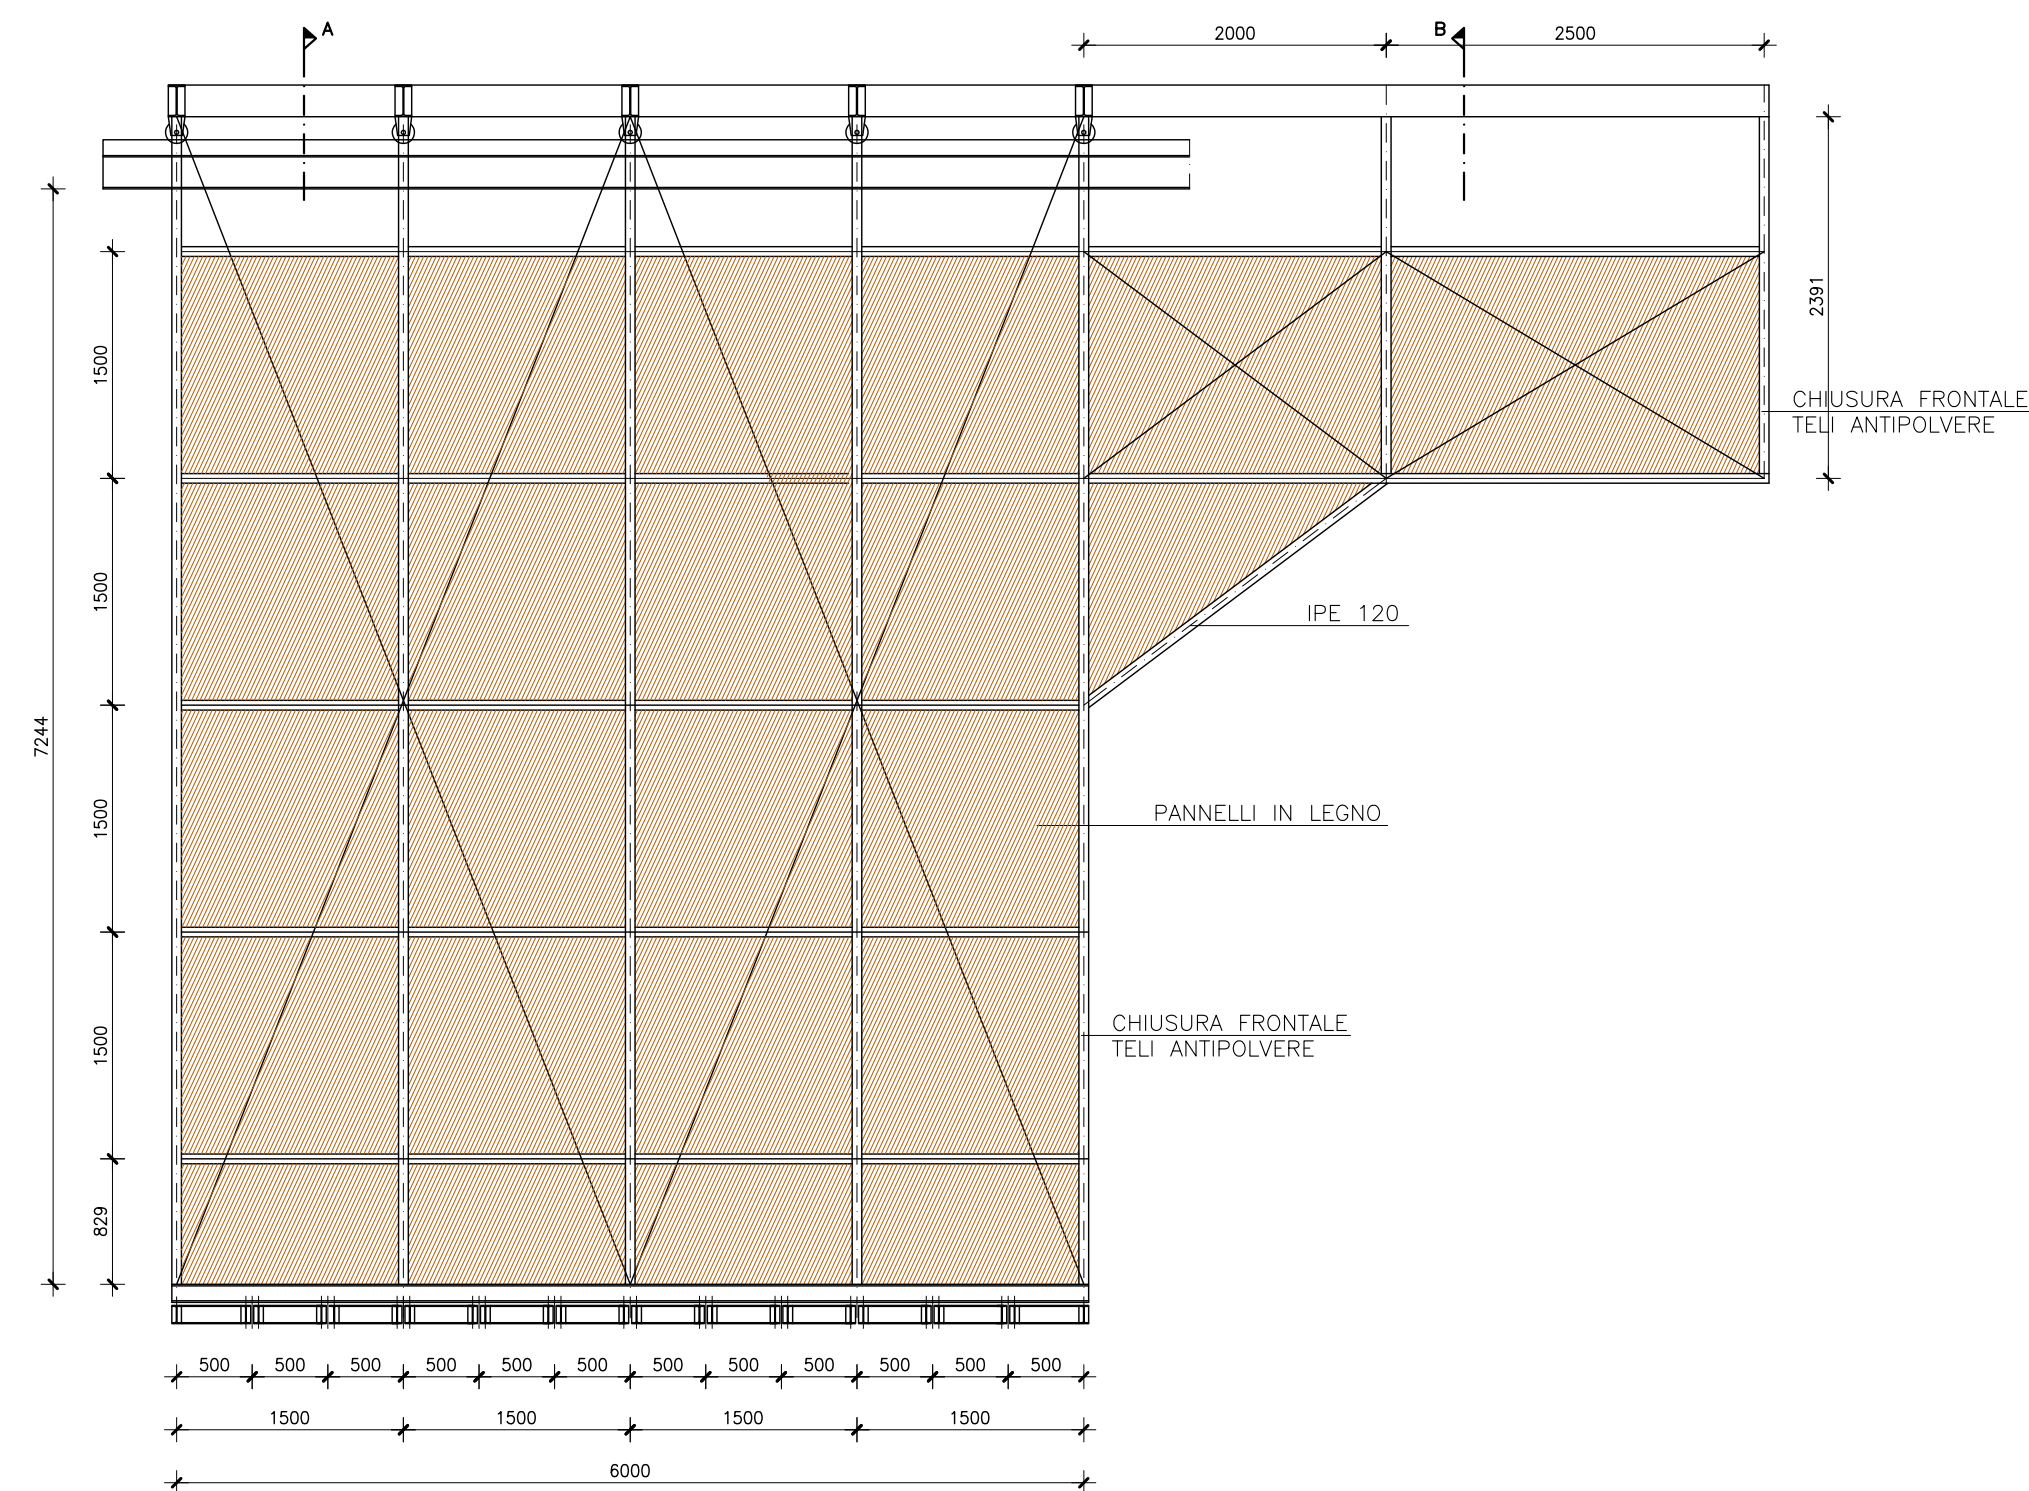 A
2000
B
2500
2391
1500
CHIUSURA FRONTALE
TELI ANTIPOLVERE
1500
IPE 120
7244
1500
PANNELLI IN LEGNO
1500
CHIUSURA FRONTALE
TELI ANTIPOLVERE
829
500 500 500 500 500 500 500 500 500 500 500 500
1500 1500 1500 1500
6000